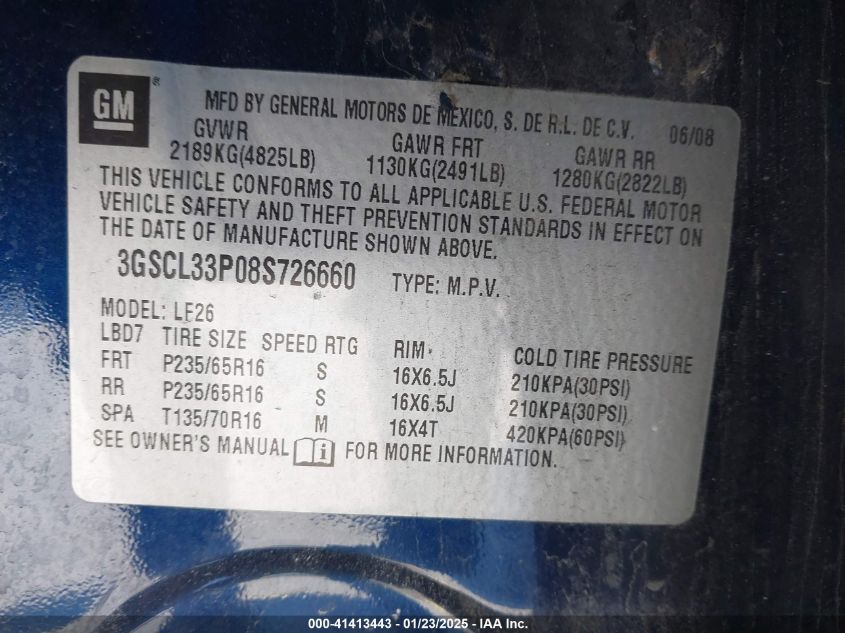 GM ®
MFD BY GENERAL MOTORS DE MEXICO, S. DE R.L. DE C.V. 06/08
GVWR GAWR FRT GAWR RR
2189KG(4825LB) 1130KG(2491LB) 1280KG(2822LB)
THIS VEHICLE CONFORMS TO ALL APPLICABLE U.S. FEDERAL MOTOR
VEHICLE SAFETY AND THEFT PREVENTION STANDARDS IN EFFECT ON
THE DATE OF MANUFACTURE SHOWN ABOVE.
3GSCL33P08S726660 TYPE: M.P.V.
MODEL: LF26
LBD7 TIRE SIZE SPEED RTG RIM COLD TIRE PRESSURE
FRT P235/65R16 S 16X6.5J 210KPA(30PSI)
RR P235/65R16 S 16X6.5J 210KPA(30PSI)
SPA T135/70R16 M 16X4T 420KPA(60PSI)
SEE OWNER'S MANUAL i FOR MORE INFORMATION.
000-41413443 - 01/23/2025 - IAA Inc.